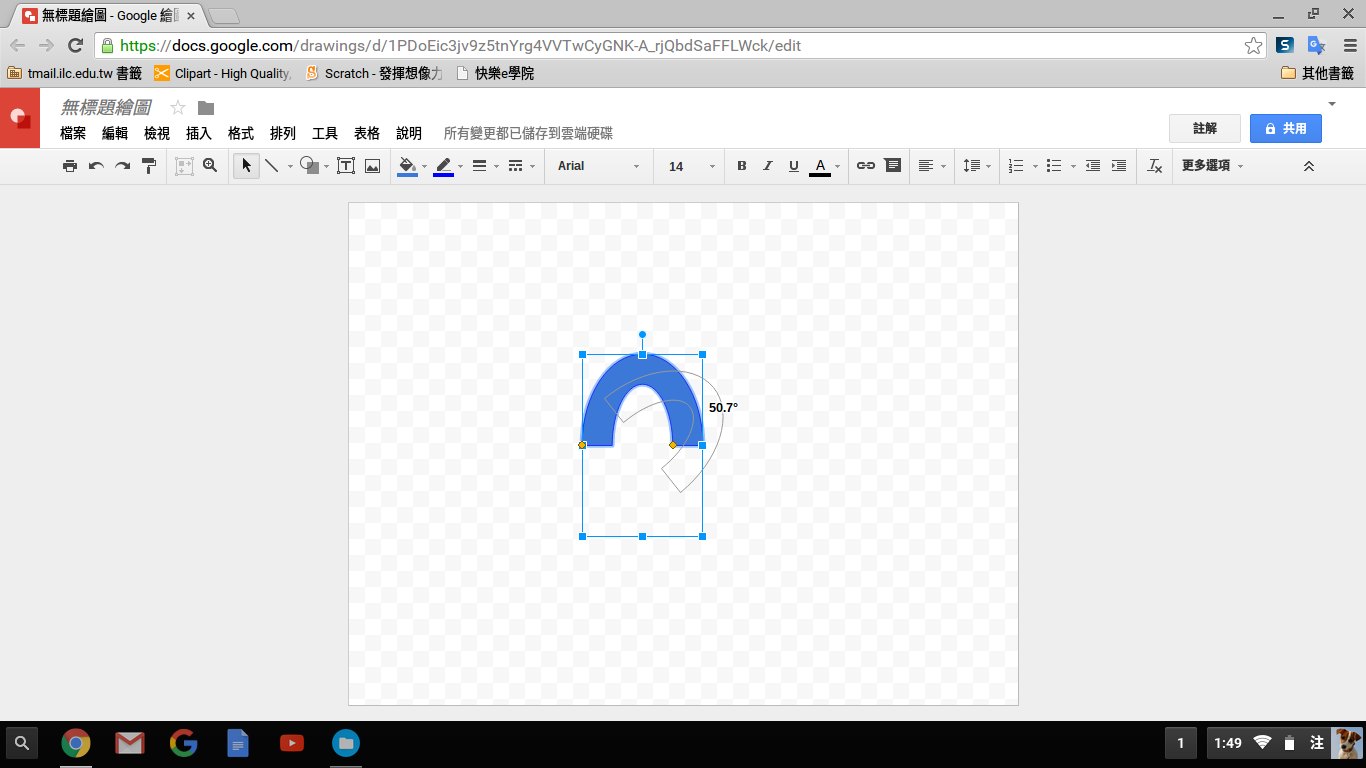 無標題繪圖 - Google 繪圖
https://docs.google.com/drawings/d/1PDoEic3jv9z5tnYrg4VVTwCyGNK-A_rjQbdSaFFLWck/edit
tmail.ilc.edu.tw 書籤 Clipart - High Quality, Scratch - 發揮想像力 快樂e學院 其他書籤
無標題繪圖
檔案 編輯 檢視 插入 格式 排列 工具 表格 說明 所有變更都已儲存到雲端硬碟
註解 共用
Arial 14 B I U A 更多選項
50.7°
1 1:49 注